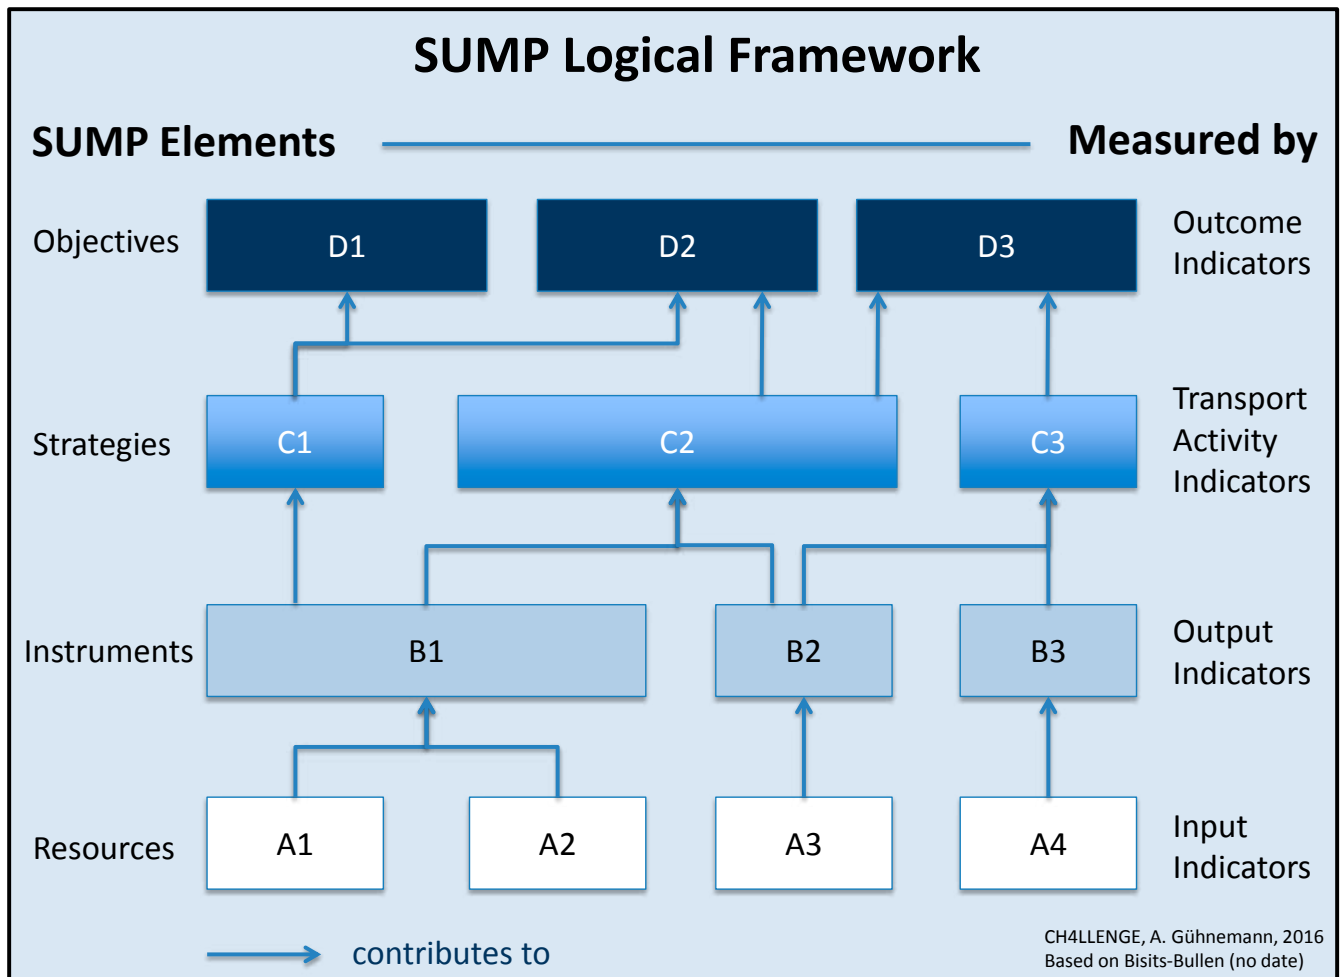 SUMP Logical Framework
SUMP Elements
Measured by
Objectives
D1
D2
D3
Outcome
Indicators
Strategies
C1
C2
C3
Transport
Activity
Indicators
Instruments
B1
B2
B3
Output
Indicators
Resources
A1
A2
A3
A4
Input
Indicators
contributes to
CH4LLENGE, A. Gühnemann, 2016
Based on Bisits-Bullen (no date)